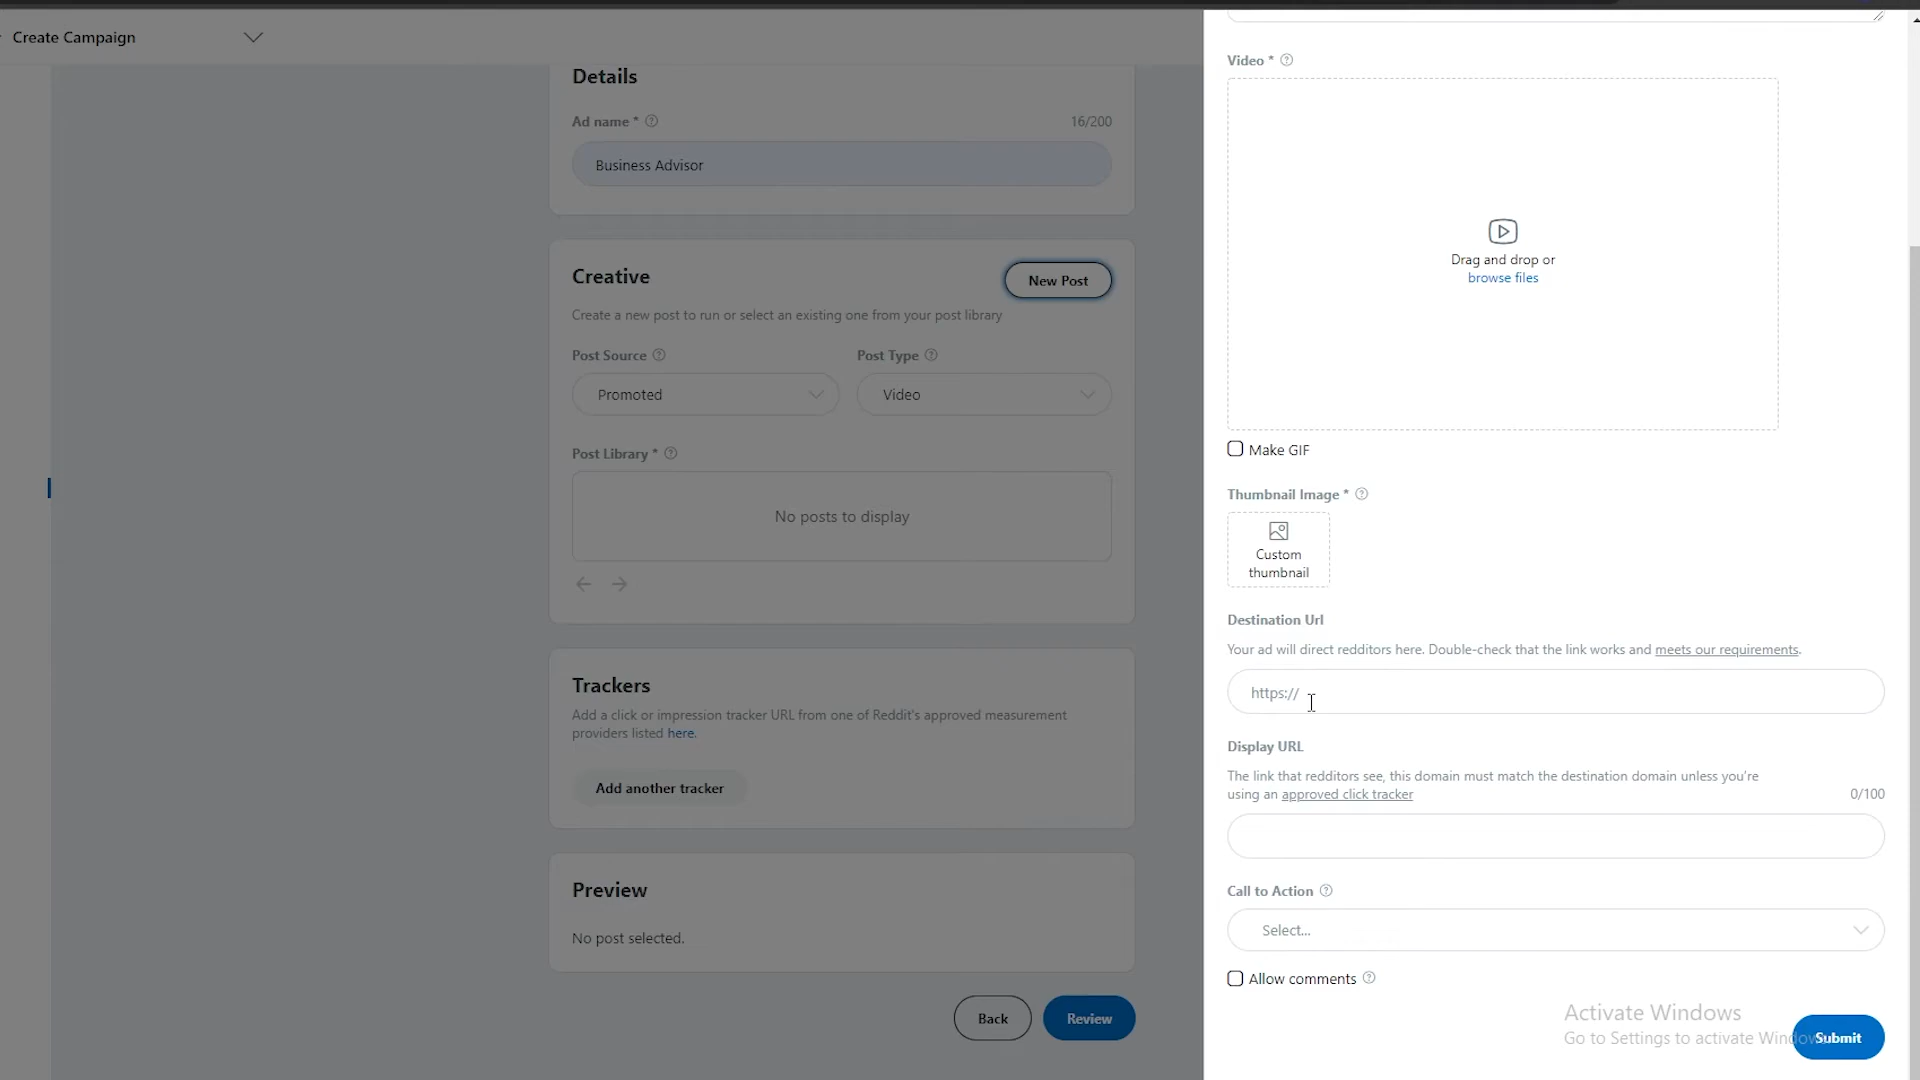 Create Campaign
Details
Ad name *
16/200
Business Advisor
Creative
New Post
Create a new post to run or select an existing one from your post library
Post Source
Post Type
Promoted
Video
Post Library *
No posts to display
Trackers
Add a click or impression tracker URL from one of Reddit's approved measurement
providers listed here.
Add another tracker
Preview
No post selected.
Back
Review
Video *
Drag and drop or
browse files
Make GIF
Thumbnail Image *
Custom
thumbnail
Destination Url
Your ad will direct redditors here. Double-check that the link works and meets our requirements.
https://
Display URL
The link that redditors see, this domain must match the destination domain unless you're
using an approved click tracker
0/100
Call to Action
Select...
Allow comments
Activate Windows
Go to Settings to activate Windows.
Submit